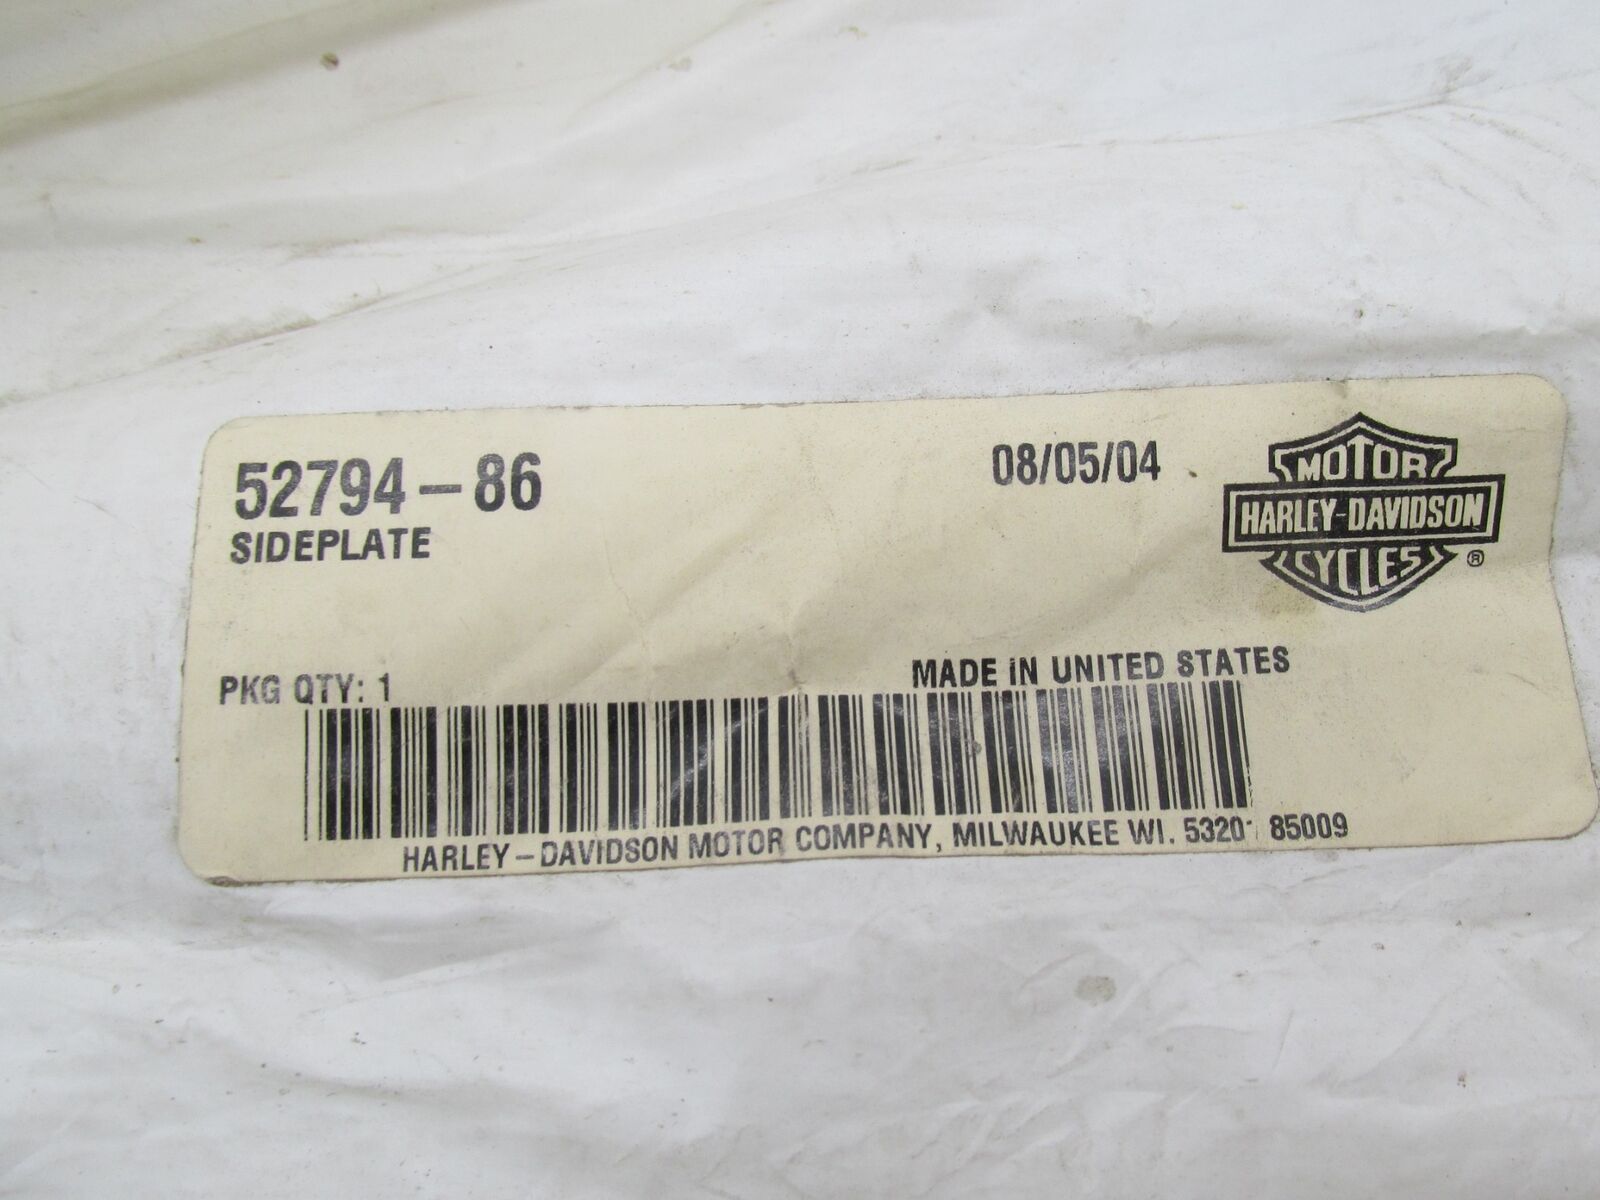 52794-86 08/05/04
SIDEPLATE
MOTOR
HARLEY-DAVIDSON
CYCLES ®
PKG QTY: 1 MADE IN UNITED STATES
HARLEY-DAVIDSON MOTOR COMPANY, MILWAUKEE WI. 85009